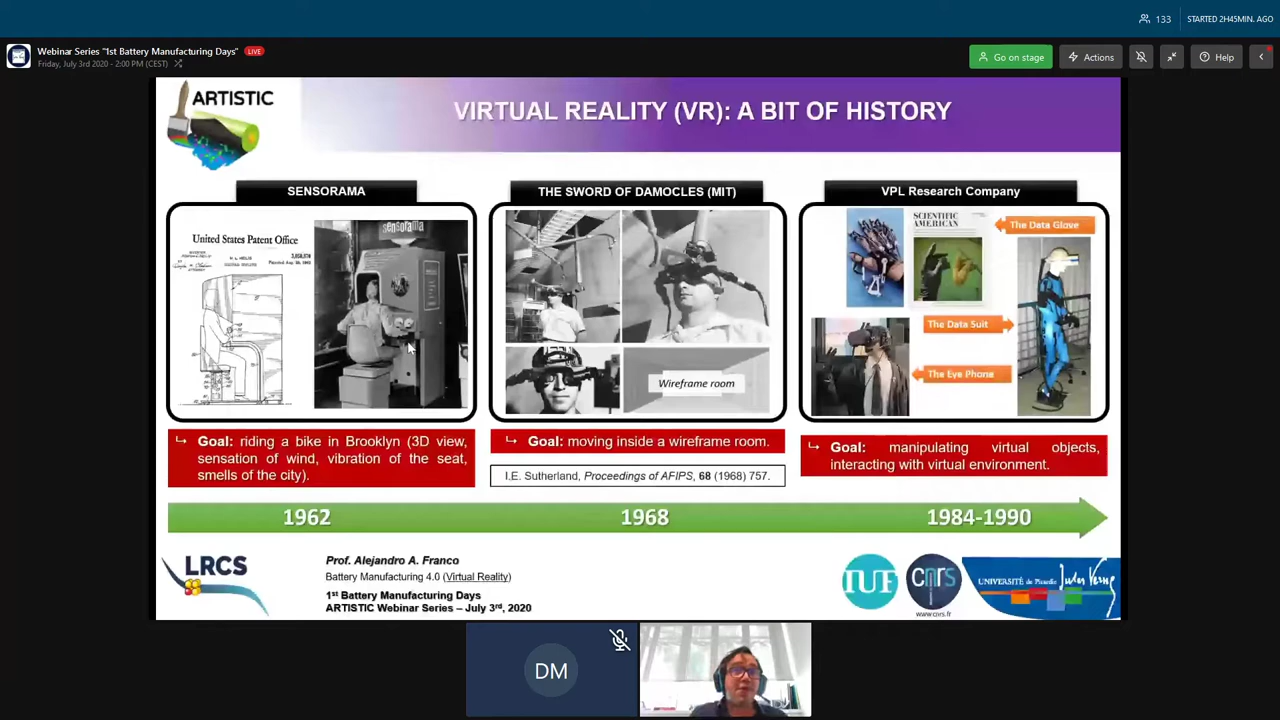 133
STARTED 2H45MIN. AGO
Webinar Series "1st Battery Manufacturing Days" LIVE
Friday, July 3rd 2020 - 2:00 PM (CEST)
Go on stage
Actions
Help
ARTISTIC
VIRTUAL REALITY (VR): A BIT OF HISTORY
SENSORAMA
THE SWORD OF DAMOCLES (MIT)
VPL Research Company
United States Patent Office
sensorama
Wireframe room
SCIENTIFIC
AMERICAN
The Data Glove
The Data Suit
The Eye Phone
Goal: riding a bike in Brooklyn (3D view,
sensation of wind, vibration of the seat,
smells of the city).
Goal: moving inside a wireframe room.
I.E. Sutherland, Proceedings of AFIPS, 68 (1968) 757.
Goal: manipulating virtual objects,
interacting with virtual environment.
1962
1968
1984-1990
LRCS
Prof. Alejandro A. Franco
Battery Manufacturing 4.0 (Virtual Reality)
1st Battery Manufacturing Days
ARTISTIC Webinar Series – July 3rd, 2020
IUF
cnrs
www.cnrs.fr
UNIVERSITÉ de Picardie
Jules Verne
DM